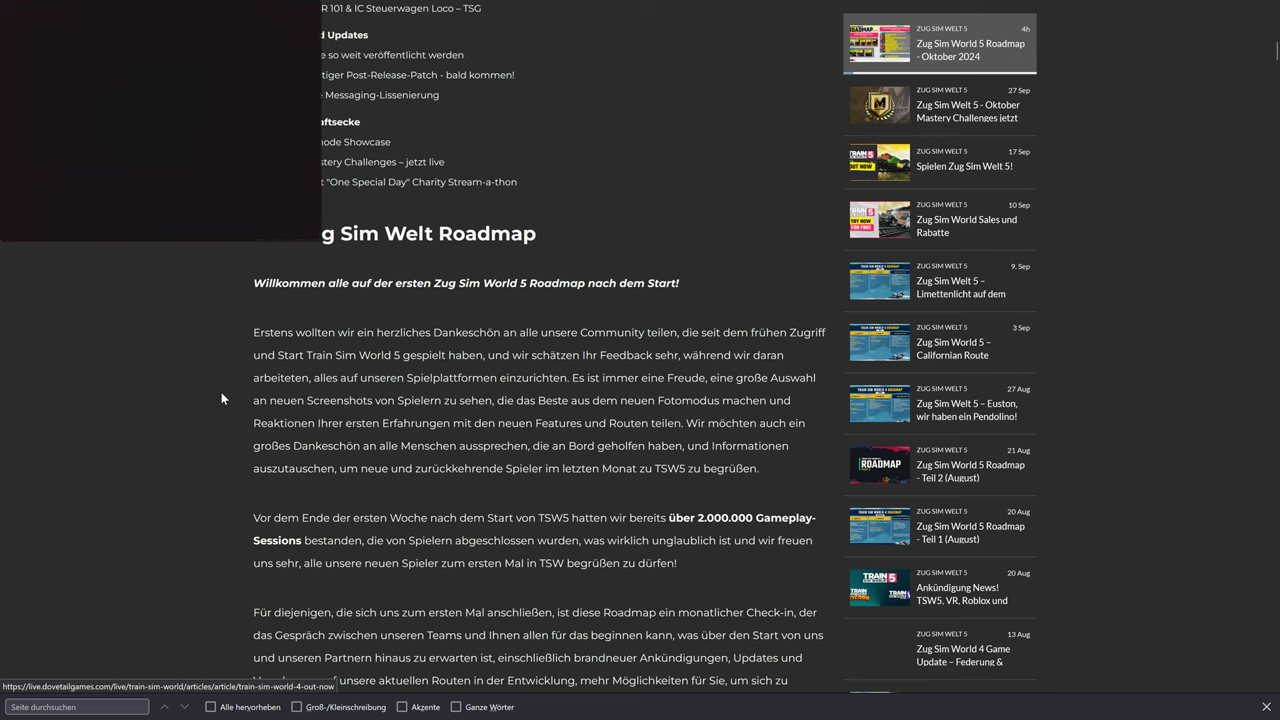 R 101 & IC Steuerwagen Loco – TSG
d Updates
e so weit veröffentlicht werden
tiger Post-Release-Patch - bald kommen!
e Messaging-Lissenierung
aftsecke
node Showcase
stery Challenges – jetzt live
t "One Special Day" Charity Stream-a-thon
g Sim Welt Roadmap
Willkommen alle auf der ersten Zug Sim World 5 Roadmap nach dem Start!
Erstens wollten wir ein herzliches Dankeschön an alle unsere Community teilen, die seit dem frühen Zugriff
und Start Train Sim World 5 gespielt haben, und wir schätzen Ihr Feedback sehr, während wir daran
arbeiteten, alles auf unseren Spielplattformen einzurichten. Es ist immer eine Freude, eine große Auswahl
an neuen Screenshots von Spielern zu sehen, die das Beste aus dem neuen Fotomodus machen und
Reaktionen Ihrer ersten Erfahrungen mit den neuen Features und Routen teilen. Wir möchten auch ein
großes Dankeschön an alle Menschen aussprechen, die an Bord geholfen haben, und Informationen
auszutauschen, um neue und zurückkehrende Spieler im letzten Monat zu TSW5 zu begrüßen.
Vor dem Ende der ersten Woche nach dem Start von TSW5 hatten wir bereits über 2.000.000 Gameplay-
Sessions bestanden, die von Spielern abgeschlossen wurden, was wirklich unglaublich ist und wir freuen
uns sehr, alle unsere neuen Spieler zum ersten Mal in TSW begrüßen zu dürfen!
Für diejenigen, die sich uns zum ersten Mal anschließen, ist diese Roadmap ein monatlicher Check-in, der
das Gespräch zwischen unseren Teams und Ihnen allen für das beginnen kann, was über den Start von uns
und unseren Partnern hinaus zu erwarten ist, einschließlich brandneuer Ankündigungen, Updates und
unsere aktuellen Routen in der Entwicklung, mehr Möglichkeiten für Sie, um sich zu
ZUG SIM WELT 5 4h
Zug Sim World 5 Roadmap
- Oktober 2024
ZUG SIM WELT 5 27 Sep
Zug Sim Welt 5 - Oktober
Mastery Challenges jetzt
ZUG SIM WELT 5 17 Sep
Spielen Zug Sim Welt 5!
ZUG SIM WELT 5 10 Sep
Zug Sim World Sales und
Rabatte
ZUG SIM WELT 5 9. Sep
Zug Sim Welt 5 –
Limettenlicht auf dem
ZUG SIM WELT 5 3 Sep
Zug Sim World 5 –
Californian Route
ZUG SIM WELT 5 27 Aug
Zug Sim Welt 5 – Euston,
wir haben ein Pendolino!
ROADMAP
ZUG SIM WELT 5 21 Aug
Zug Sim World 5 Roadmap
- Teil 2 (August)
ZUG SIM WELT 5 20 Aug
Zug Sim World 5 Roadmap
- Teil 1 (August)
ZUG SIM WELT 5 20 Aug
Ankündigung News!
TSW5, VR, Roblox und
ZUG SIM WELT 5 13 Aug
Zug Sim World 4 Game
Update – Federung &
https://live.dovetailgames.com/live/train-sim-world/articles/article/train-sim-world-4-out-now
Seite durchsuchen Alle hervorheben Groß-/Kleinschreibung Akzente Ganze Wörter